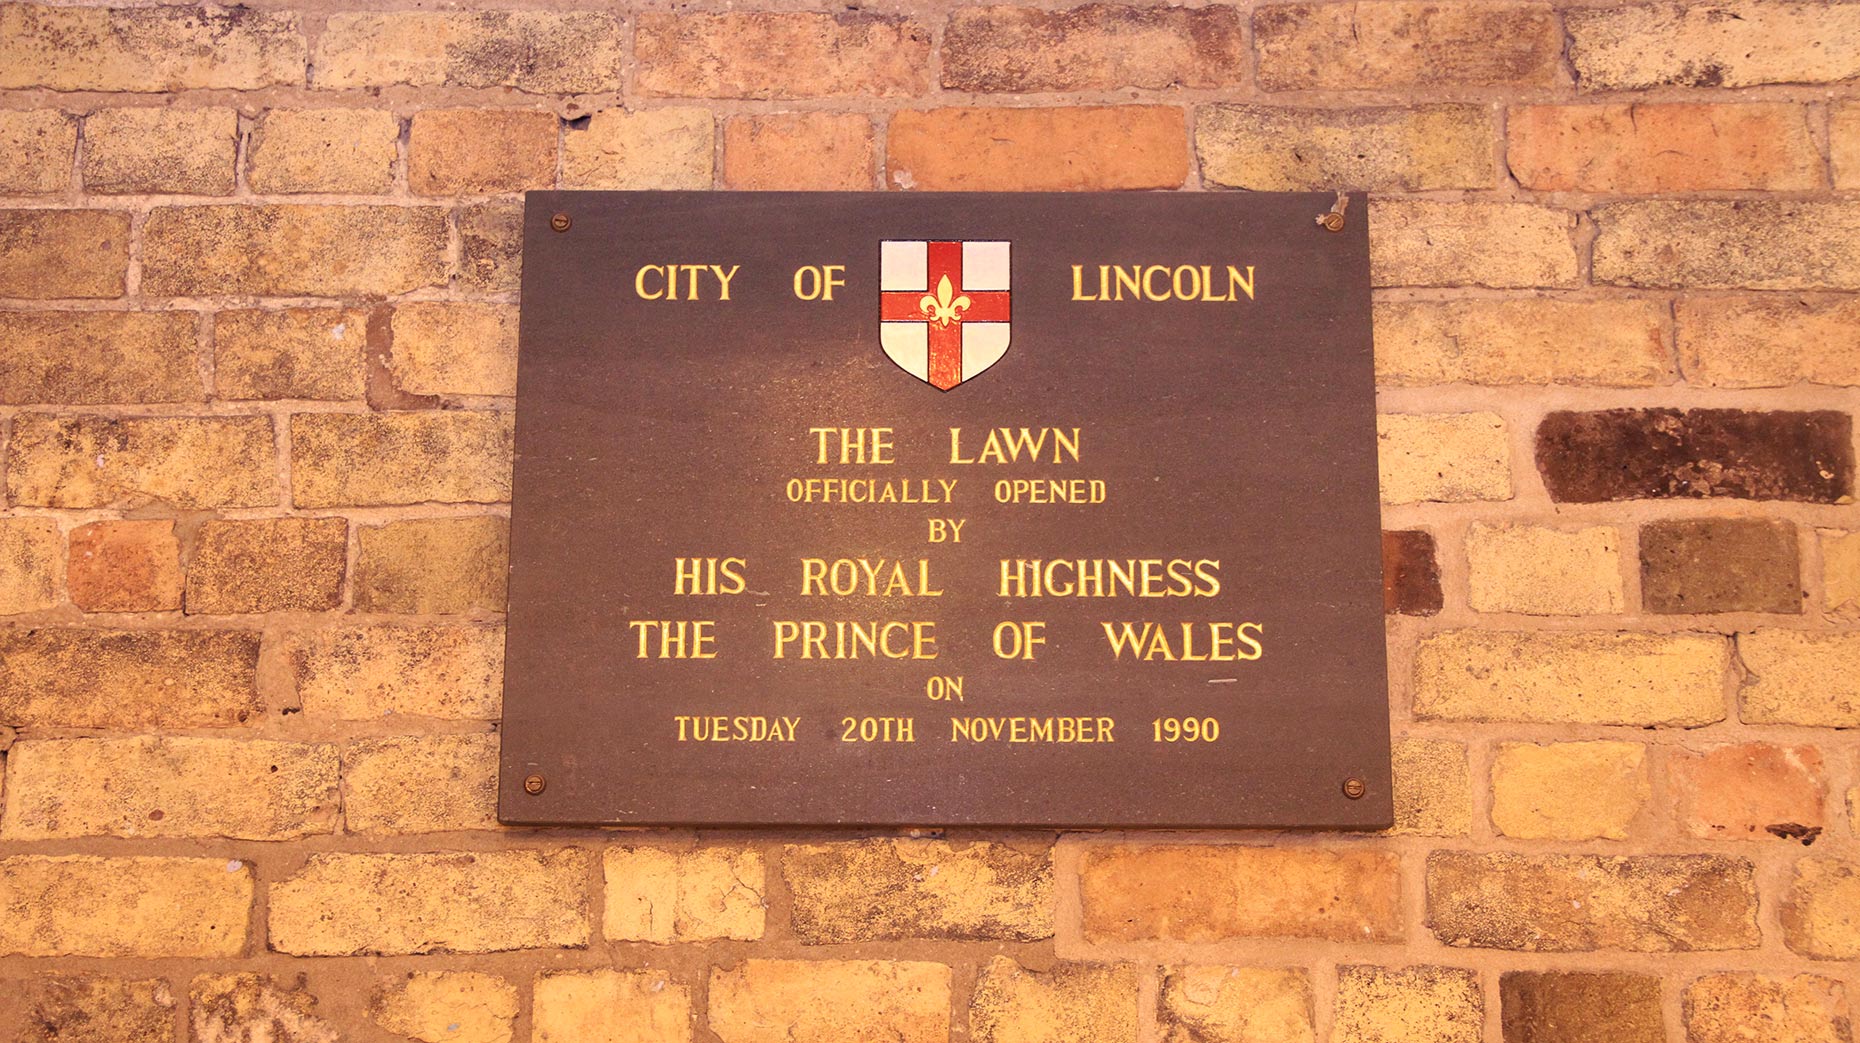 CITY OF LINCOLN
THE LAWN
OFFICIALLY OPENED
BY
HIS ROYAL HIGHNESS
THE PRINCE OF WALES
ON
TUESDAY 20TH NOVEMBER 1990